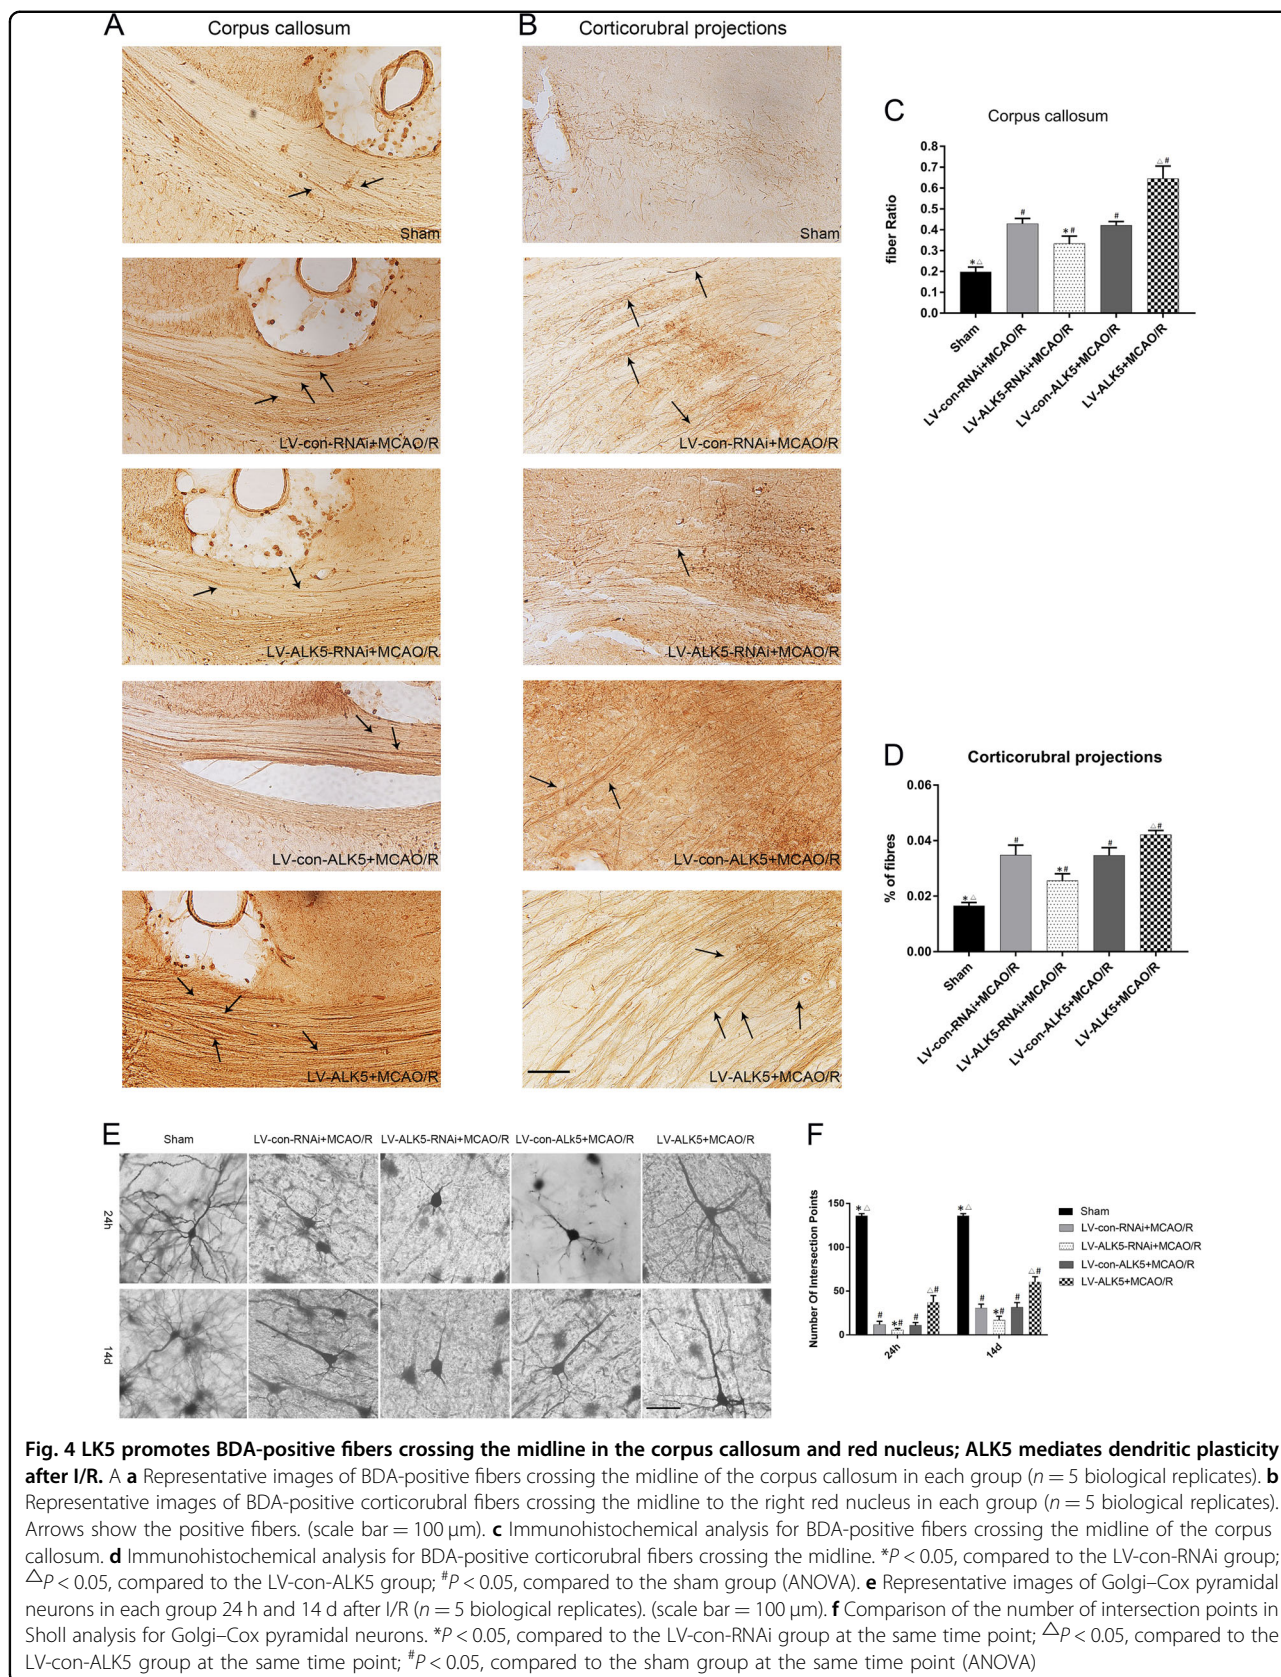 A
Corpus callosum
B
Corticorubral projections
Sham
LV-con-RNAi+MCAO/R
LV-ALK5-RNAi+MCAO/R
LV-con-ALK5+MCAO/R
LV-ALK5+MCAO/R
Sham
LV-con-RNAi+MCAO/R
LV-ALK5-RNAi+MCAO/R
LV-con-ALK5+MCAO/R
LV-ALK5+MCAO/R
C
Corpus callosum
fiber Ratio
0.8
0.7
0.6
0.5
0.4
0.3
0.2
0.1
0.0
*△
#
*#
#
△#
Sham
LV-con-RNAi+MCAO/R
LV-ALK5-RNAi+MCAO/R
LV-con-ALK5+MCAO/R
LV-ALK5+MCAO/R
D
Corticorubral projections
% of fibres
0.06
0.04
0.02
0.00
*△
#
*#
#
△#
Sham
LV-con-RNAi+MCAO/R
LV-ALK5-RNAi+MCAO/R
LV-con-ALK5+MCAO/R
LV-ALK5+MCAO/R
E
Sham
LV-con-RNAi+MCAO/R
LV-ALK5-RNAi+MCAO/R
LV-con-ALk5+MCAO/R
LV-ALK5+MCAO/R
24h
14d
F
Number Of Intersection Points
150
100
50
0
*△
#
*#
#
△#
*△
#
*#
#
△#
24h
14d
Sham
LV-con-RNAi+MCAO/R
LV-ALK5-RNAi+MCAO/R
LV-con-ALK5+MCAO/R
LV-ALK5+MCAO/R
Fig. 4 LK5 promotes BDA-positive fibers crossing the midline in the corpus callosum and red nucleus; ALK5 mediates dendritic plasticity
after I/R. A a Representative images of BDA-positive fibers crossing the midline of the corpus callosum in each group (n = 5 biological replicates). b
Representative images of BDA-positive corticorubral fibers crossing the midline to the right red nucleus in each group (n = 5 biological replicates).
Arrows show the positive fibers. (scale bar = 100 μm). c Immunohistochemical analysis for BDA-positive fibers crossing the midline of the corpus
callosum. d Immunohistochemical analysis for BDA-positive corticorubral fibers crossing the midline. *P < 0.05, compared to the LV-con-RNAi group;
△P < 0.05, compared to the LV-con-ALK5 group; #P < 0.05, compared to the sham group (ANOVA). e Representative images of Golgi–Cox pyramidal
neurons in each group 24 h and 14 d after I/R (n = 5 biological replicates). (scale bar = 100 μm). f Comparison of the number of intersection points in
Sholl analysis for Golgi–Cox pyramidal neurons. *P < 0.05, compared to the LV-con-RNAi group at the same time point; △P < 0.05, compared to the
LV-con-ALK5 group at the same time point; #P < 0.05, compared to the sham group at the same time point (ANOVA)